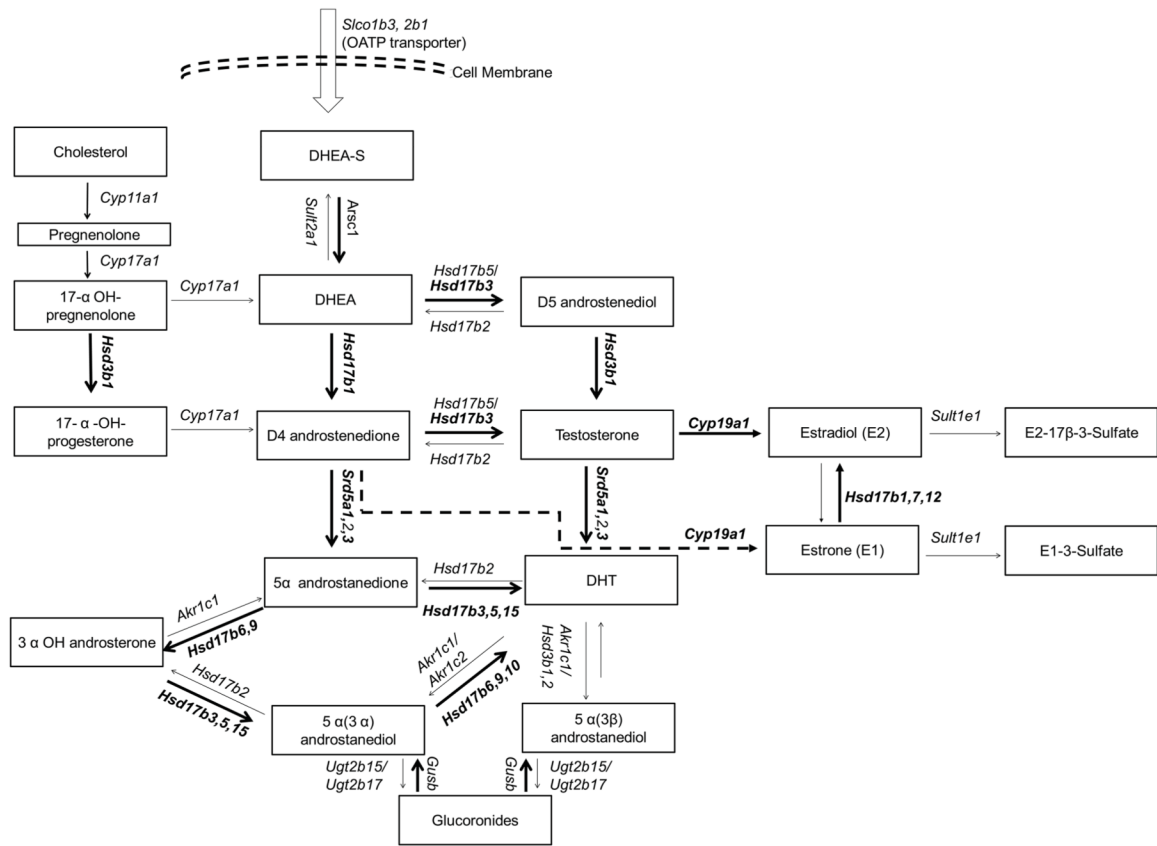 Slco1b3, 2b1
(OATP transporter)
Cell Membrane
Cholesterol
DHEA-S
Cyp11a1
Sult2a1
Arsc1
Pregnenolone
Cyp17a1
17-α OH-
pregnenolone
Cyp17a1
DHEA
Hsd17b5/
Hsd17b3
Hsd17b2
D5 androstenediol
Hsd3b1
Hsd17b1
Hsd3b1
17- α -OH-
progesterone
Cyp17a1
D4 androstenedione
Hsd17b5/
Hsd17b3
Hsd17b2
Testosterone
Cyp19a1
Estradiol (E2)
Sult1e1
E2-17β-3-Sulfate
Srd5a1,2,3
Srd5a1,2,3
Hsd17b1,7,12
Cyp19a1
Estrone (E1)
Sult1e1
E1-3-Sulfate
5α androstanedione
Hsd17b2
Hsd17b3,5,15
DHT
Akr1c1
Hsd17b6,9
3 α OH androsterone
Hsd17b2
Hsd17b3,5,15
Akr1c1/
Akr1c2
Hsd17b6,9,10
Akr1c1/
Hsd3b1,2
5 α(3 α)
androstanediol
5 α(3β)
androstanediol
Ugt2b15/
Ugt2b17
Gusb
Gusb
Ugt2b15/
Ugt2b17
Glucoronides